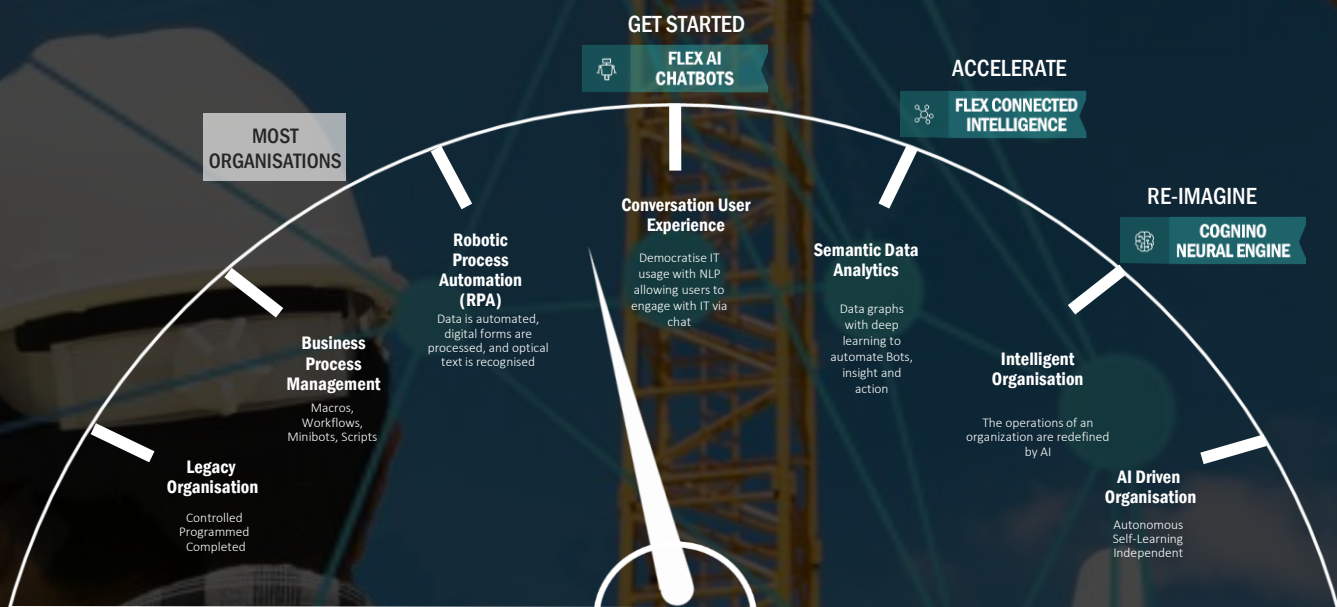 GET STARTED
FLEX AI
CHATBOTS
ACCELERATE
FLEX CONNECTED
INTELLIGENCE
MOST
ORGANISATIONS
RE-IMAGINE
COGNINO
NEURAL ENGINE
Legacy
Organisation
Controlled
Programmed
Completed
Business
Process
Management
Macros,
Workflows,
Minibots, Scripts
Robotic
Process
Automation
(RPA)
Data is automated,
digital forms are
processed, and optical
text is recognised
Conversation User
Experience
Democratise IT
usage with NLP
allowing users to
engage with IT via
chat
Semantic Data
Analytics
Data graphs
with deep
learning to
automate Bots,
insight and
action
Intelligent
Organisation
The operations of an
organization are redefined
by AI
AI Driven
Organisation
Autonomous
Self-Learning
Independent